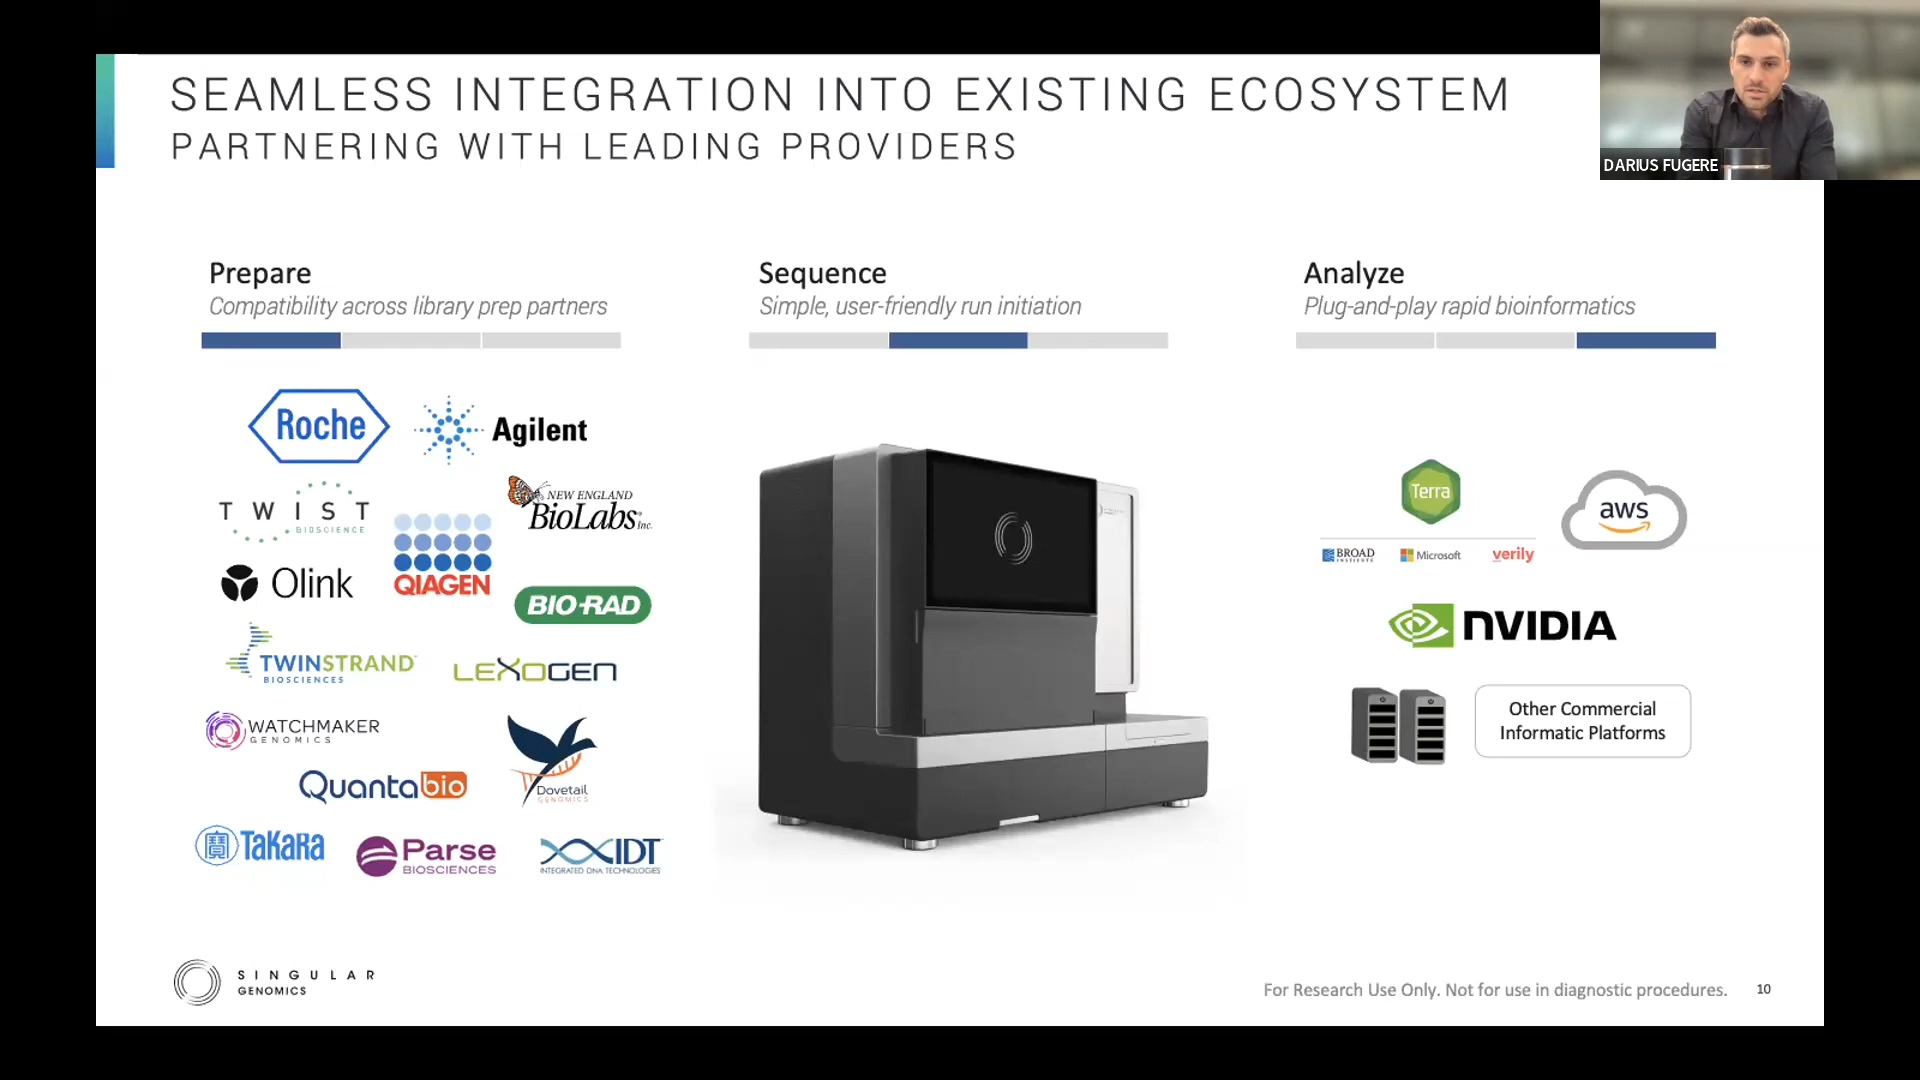 SEAMLESS INTEGRATION INTO EXISTING ECOSYSTEM
PARTNERING WITH LEADING PROVIDERS
DARIUS FUGERE
Prepare
Compatibility across library prep partners
Sequence
Simple, user-friendly run initiation
Analyze
Plug-and-play rapid bioinformatics
Roche
Agilent
TWIST
BIOSCIENCE
NEW ENGLAND
BioLabs Inc.
QIAGEN
Olink
BIO-RAD
TWINSTRAND
BIOSCIENCES
LEXOGEN
WATCHMAKER
GENOMICS
Quantabio
Dovetail
GENOMICS
寶 TaKaRa
Parse
BIOSCIENCES
IDT
INTEGRATED DNA TECHNOLOGIES
Terra
aws
BROAD
INSTITUTE
Microsoft
verily
NVIDIA
Other Commercial
Informatic Platforms
SINGULAR
GENOMICS
For Research Use Only. Not for use in diagnostic procedures.
10